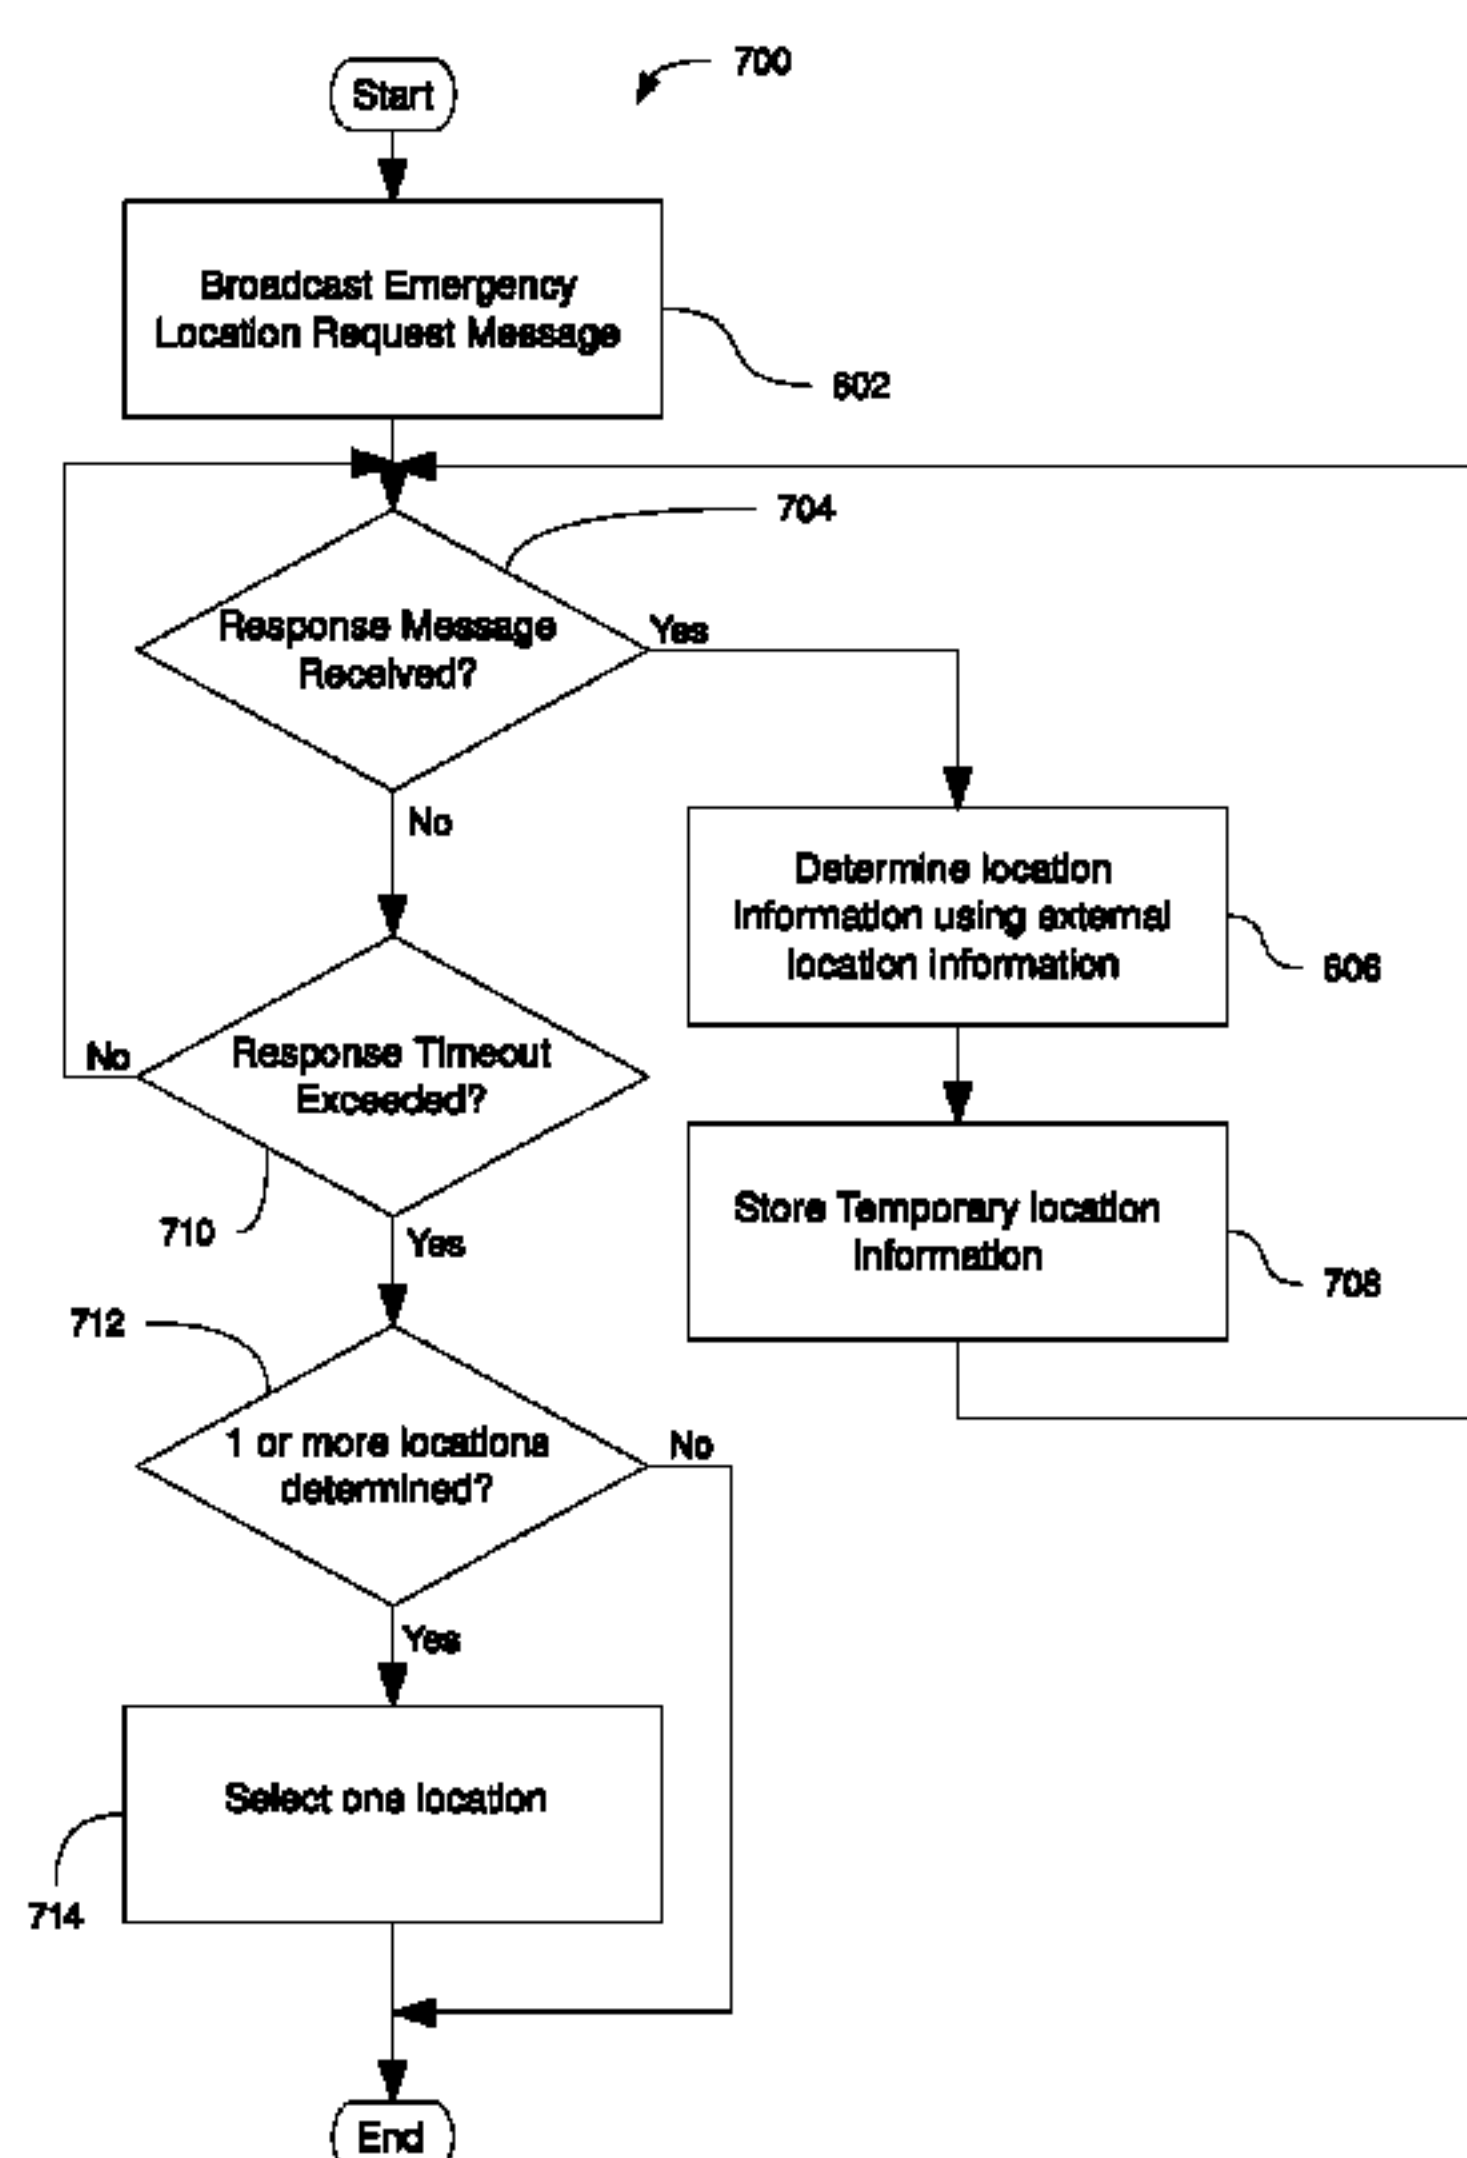 700
Start
Broadcast Emergency
Location Request Message
602
704
Response Message
Received?
Yes
No
Determine location
information using external
location information
606
No
Response Timeout
Exceeded?
710
Yes
Store Temporary location
Information
708
712
1 or more locations
determined?
No
Yes
Select one location
714
End